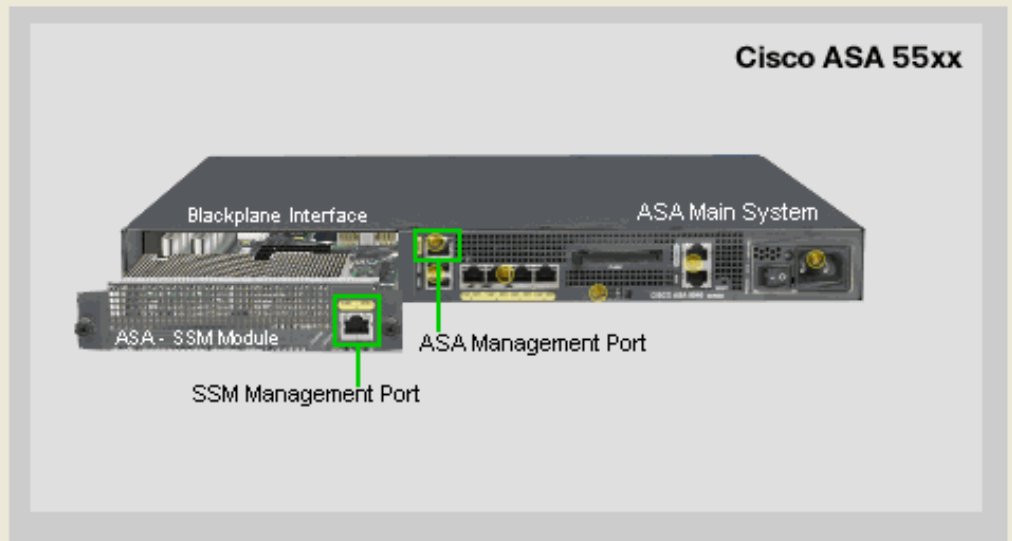 Cisco ASA 55xx
Blackplane Interface
ASA Main System
ASA - SSM Module
ASA Management Port
SSM Management Port